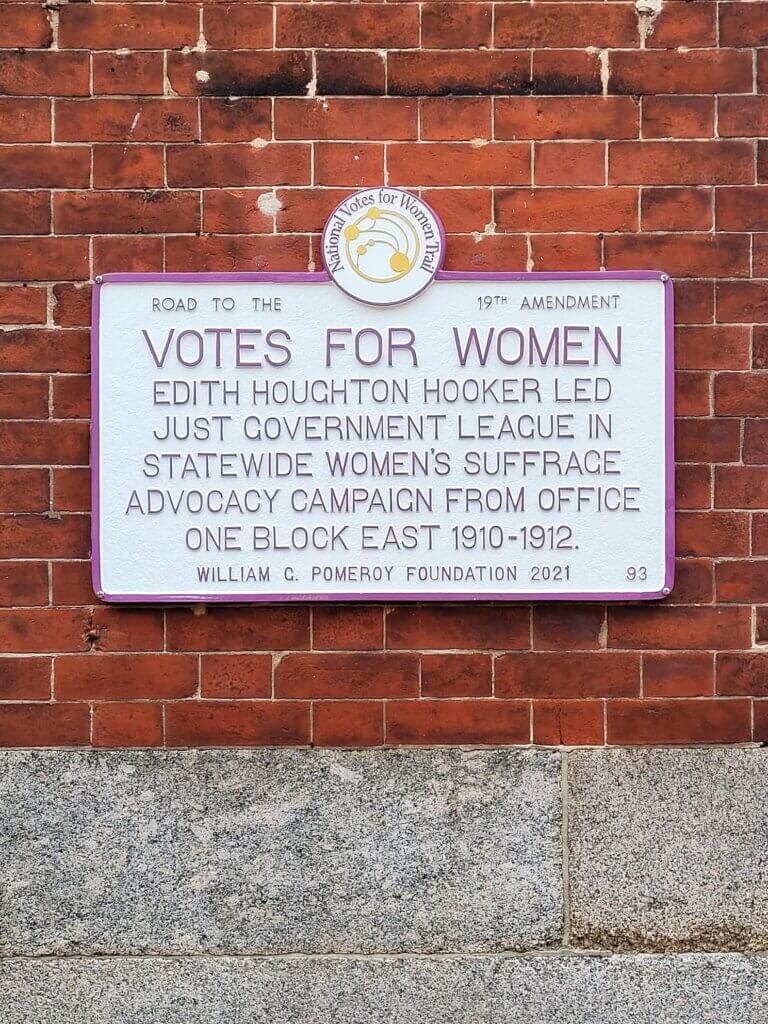 National Votes for Women Trail
ROAD TO THE 19TH AMENDMENT
VOTES FOR WOMEN
EDITH HOUGHTON HOOKER LED
JUST GOVERNMENT LEAGUE IN
STATEWIDE WOMEN'S SUFFRAGE
ADVOCACY CAMPAIGN FROM OFFICE
ONE BLOCK EAST 1910-1912.
WILLIAM G. POMEROY FOUNDATION 2021 93